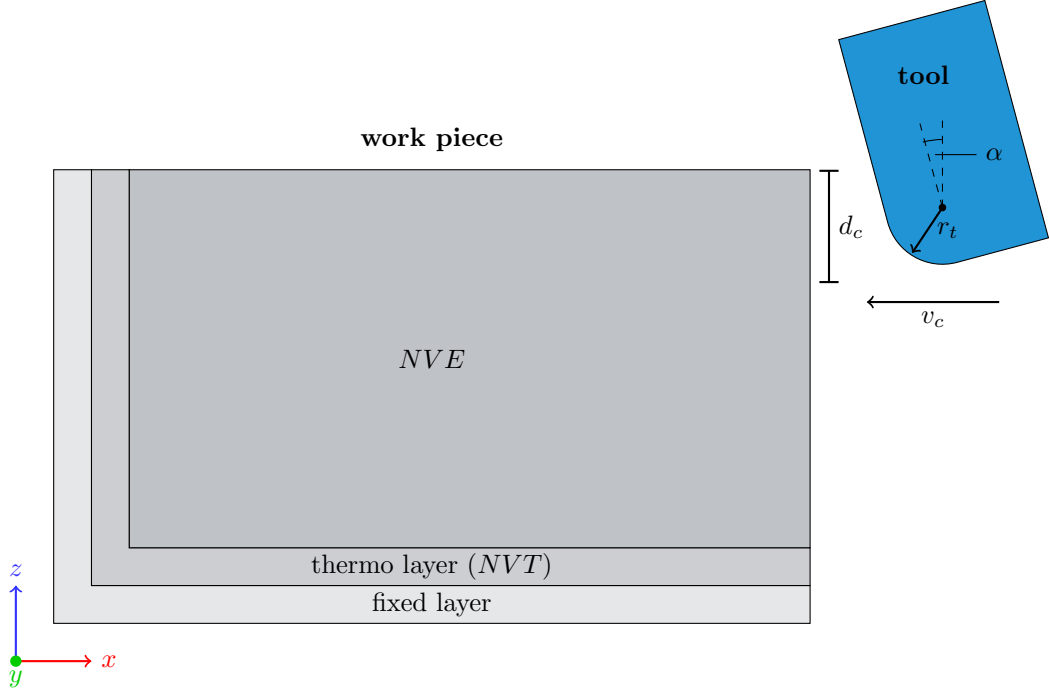 tool
work piece
α
r_t
d_c
v_c
NVE
thermo layer (NVT)
fixed layer
z
x
y